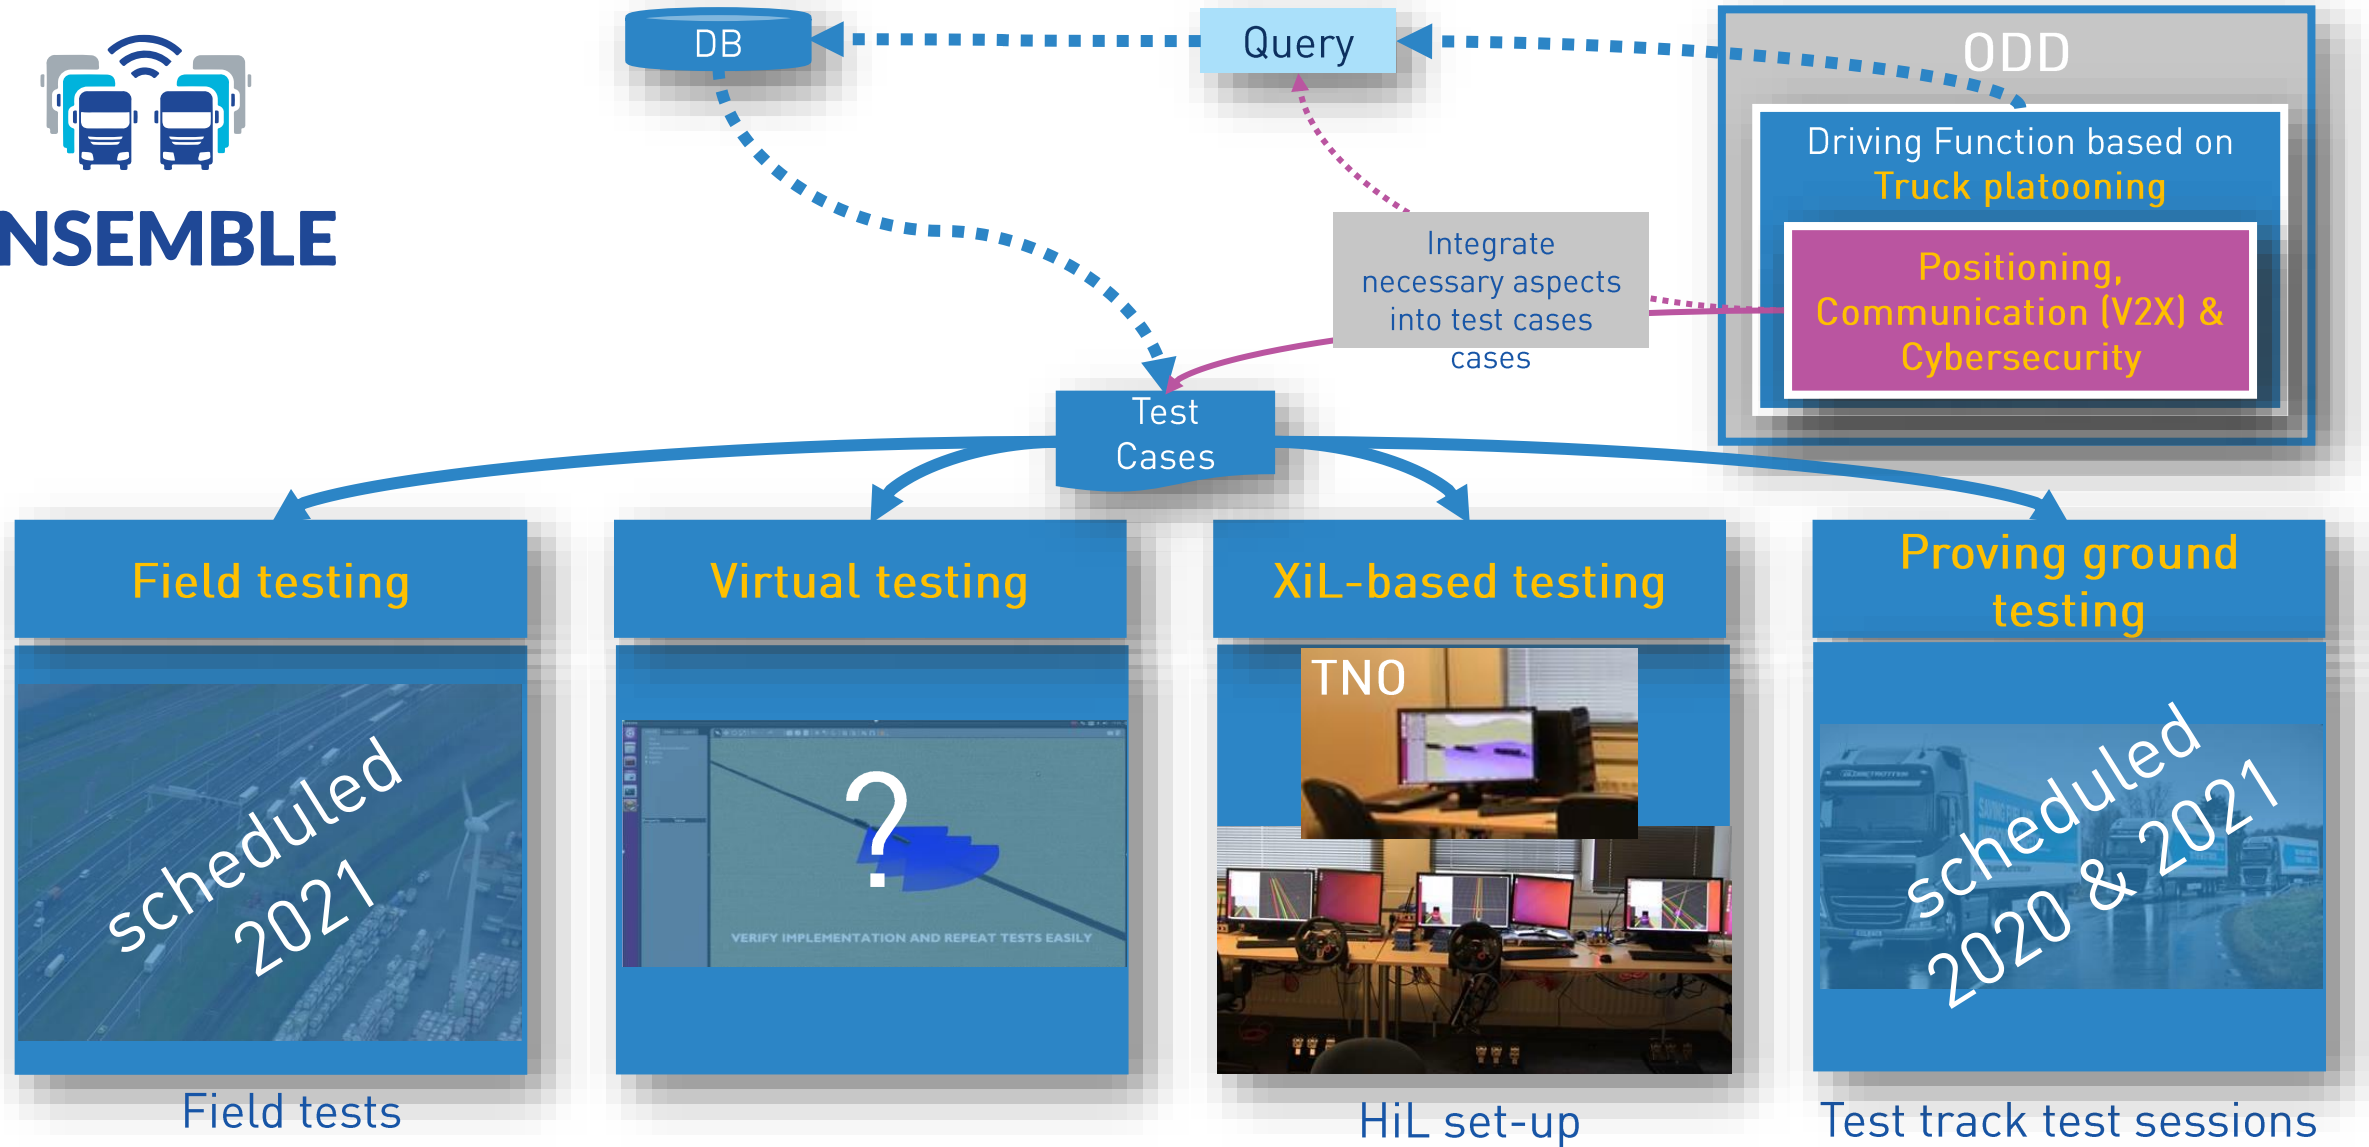 DB
Query
ODD
Driving Function based on
Truck platooning
NSEMBLE
Integrate
necessary aspects
into test cases
cases
Positioning,
Communication (V2X) &
Cybersecurity
Test
Cases
Field testing
Virtual testing
XiL-based testing
Proving ground
testing
scheduled
2021
?
VERIFY IMPLEMENTATION AND REPEAT TESTS EASILY
TNO
scheduled
2020 & 2021
Field tests
HiL set-up
Test track test sessions